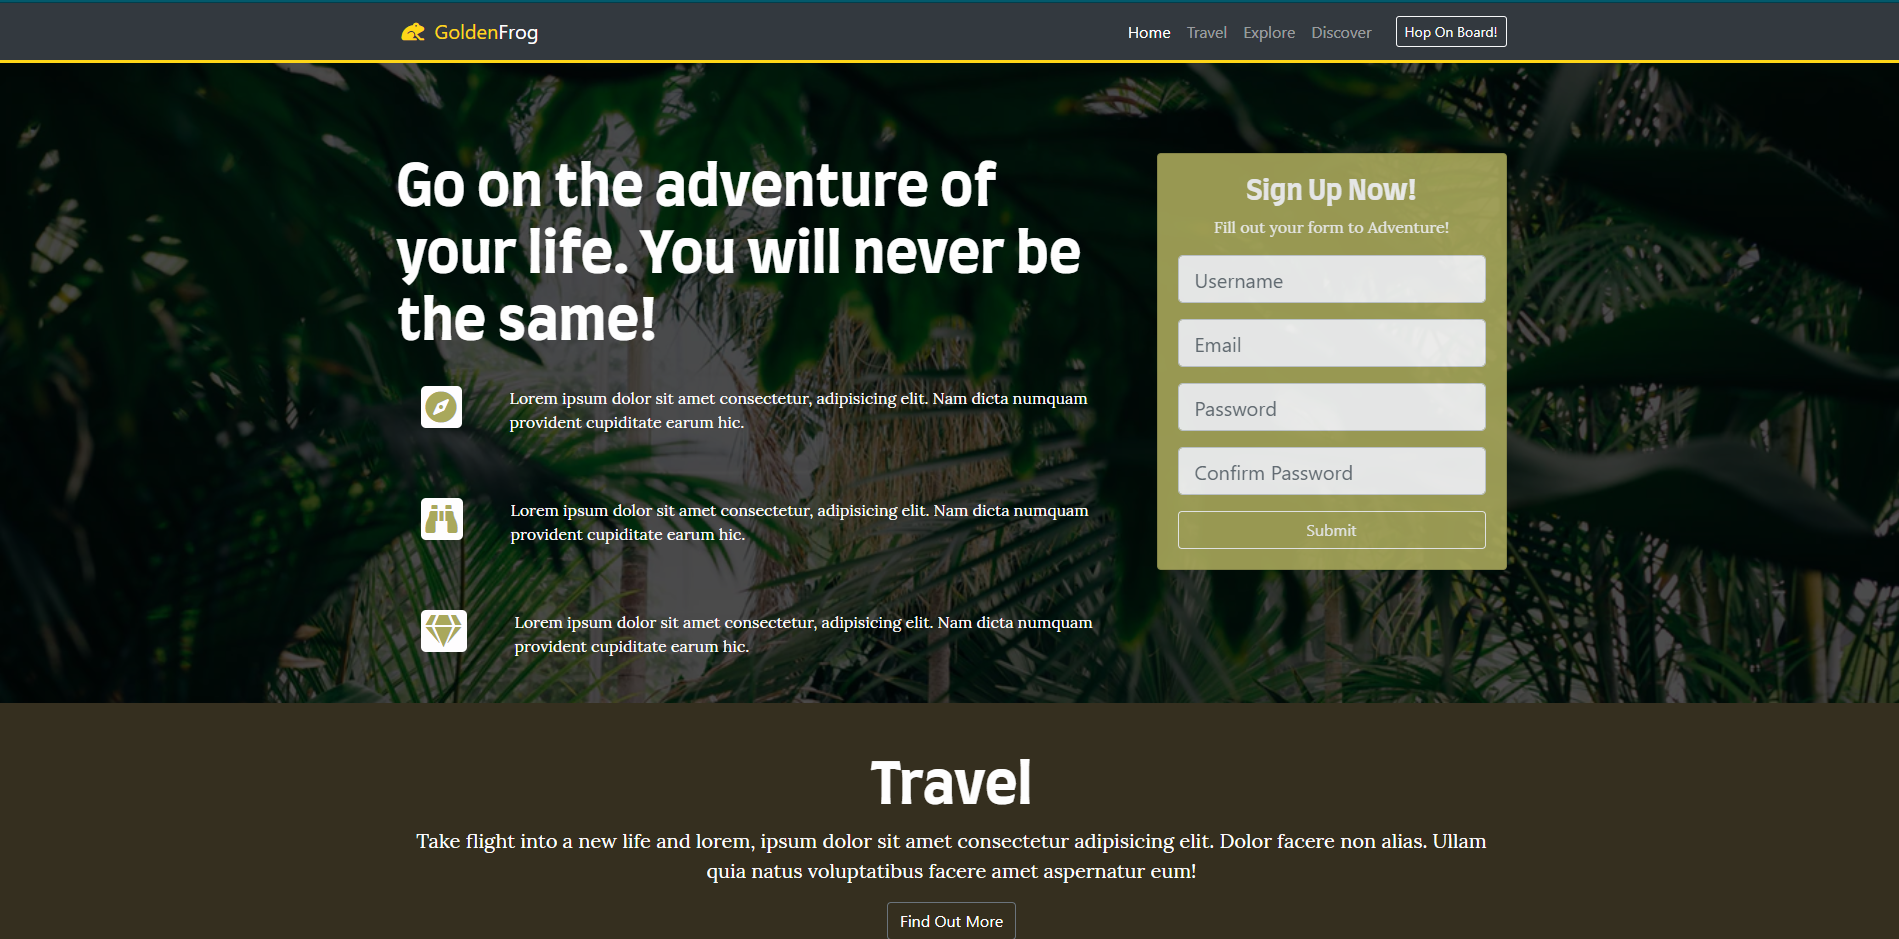 GoldenFrog
Home Travel Explore Discover Hop On Board!
Go on the adventure of
your life. You will never be
the same!
Lorem ipsum dolor sit amet consectetur, adipisicing elit. Nam dicta numquam
provident cupiditate earum hic.
Lorem ipsum dolor sit amet consectetur, adipisicing elit. Nam dicta numquam
provident cupiditate earum hic.
Lorem ipsum dolor sit amet consectetur, adipisicing elit. Nam dicta numquam
provident cupiditate earum hic.
Sign Up Now!
Fill out your form to Adventure!
Username
Email
Password
Confirm Password
Submit
Travel
Take flight into a new life and lorem, ipsum dolor sit amet consectetur adipisicing elit. Dolor facere non alias. Ullam
quia natus voluptatibus facere amet aspernatur eum!
Find Out More